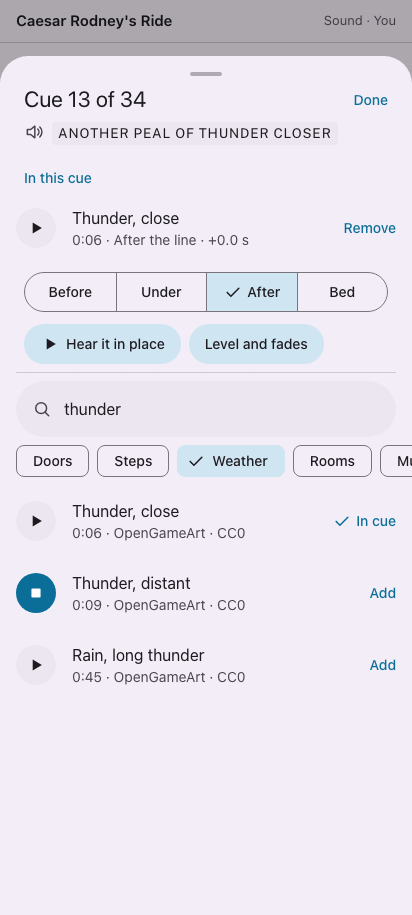 Caesar Rodney's Ride
Sound · You
Cue 13 of 34
Done
ANOTHER PEAL OF THUNDER CLOSER
In this cue
Thunder, close
0:06 · After the line · +0.0 s
Remove
Before
Under
After
Bed
Hear it in place
Level and fades
thunder
Doors
Steps
Weather
Rooms
Mu
Thunder, close
0:06 · OpenGameArt · CC0
In cue
Thunder, distant
0:09 · OpenGameArt · CC0
Add
Rain, long thunder
0:45 · OpenGameArt · CC0
Add